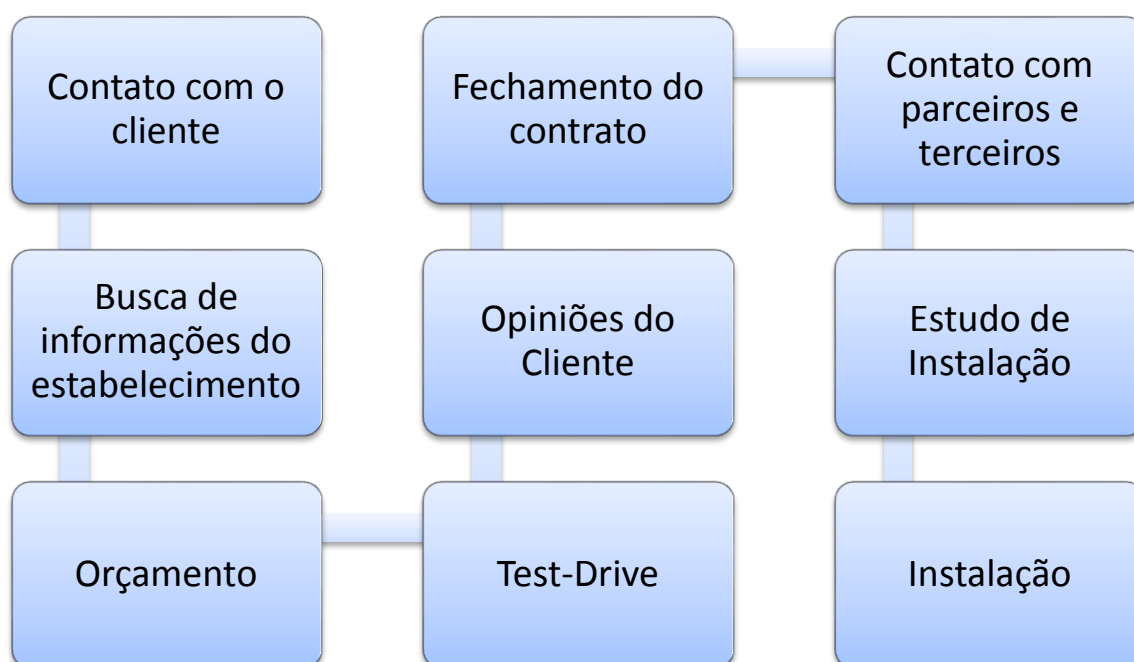 Contato com o
cliente
Busca de
informações do
estabelecimento
Orçamento
Test-Drive
Opiniões do
Cliente
Fechamento do
contrato
Contato com
parceiros e
terceiros
Estudo de
Instalação
Instalação